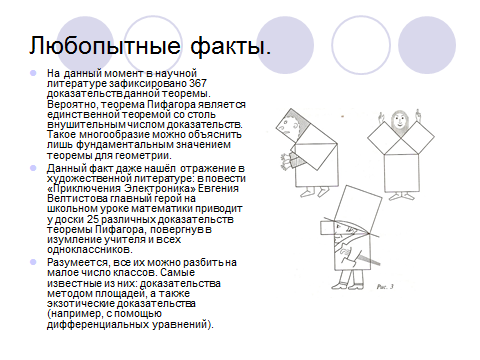 Любопытные факты.
На данный момент в научной
литературе зафиксировано 367
доказательств данной теоремы.
Вероятно, теорема Пифагора является
единственной теоремой со столь
внушительным числом доказательств.
Такое многообразие можно объяснить
лишь фундаментальным значением
теоремы для геометрии.
Данный факт даже нашёл отражение в
художественной литературе: в повести
«Приключения Электроника» Евгения
Велтистова главный герой на
школьном уроке математики приводит
у доски 25 различных доказательств
теоремы Пифагора, повергнув в
изумление учителя и всех
одноклассников.
Разумеется, все их можно разбить на
малое число классов. Самые
известные из них: доказательства
методом площадей, а также
экзотические доказательства
(например, с помощью
дифференциальных уравнений).
Рис. 3